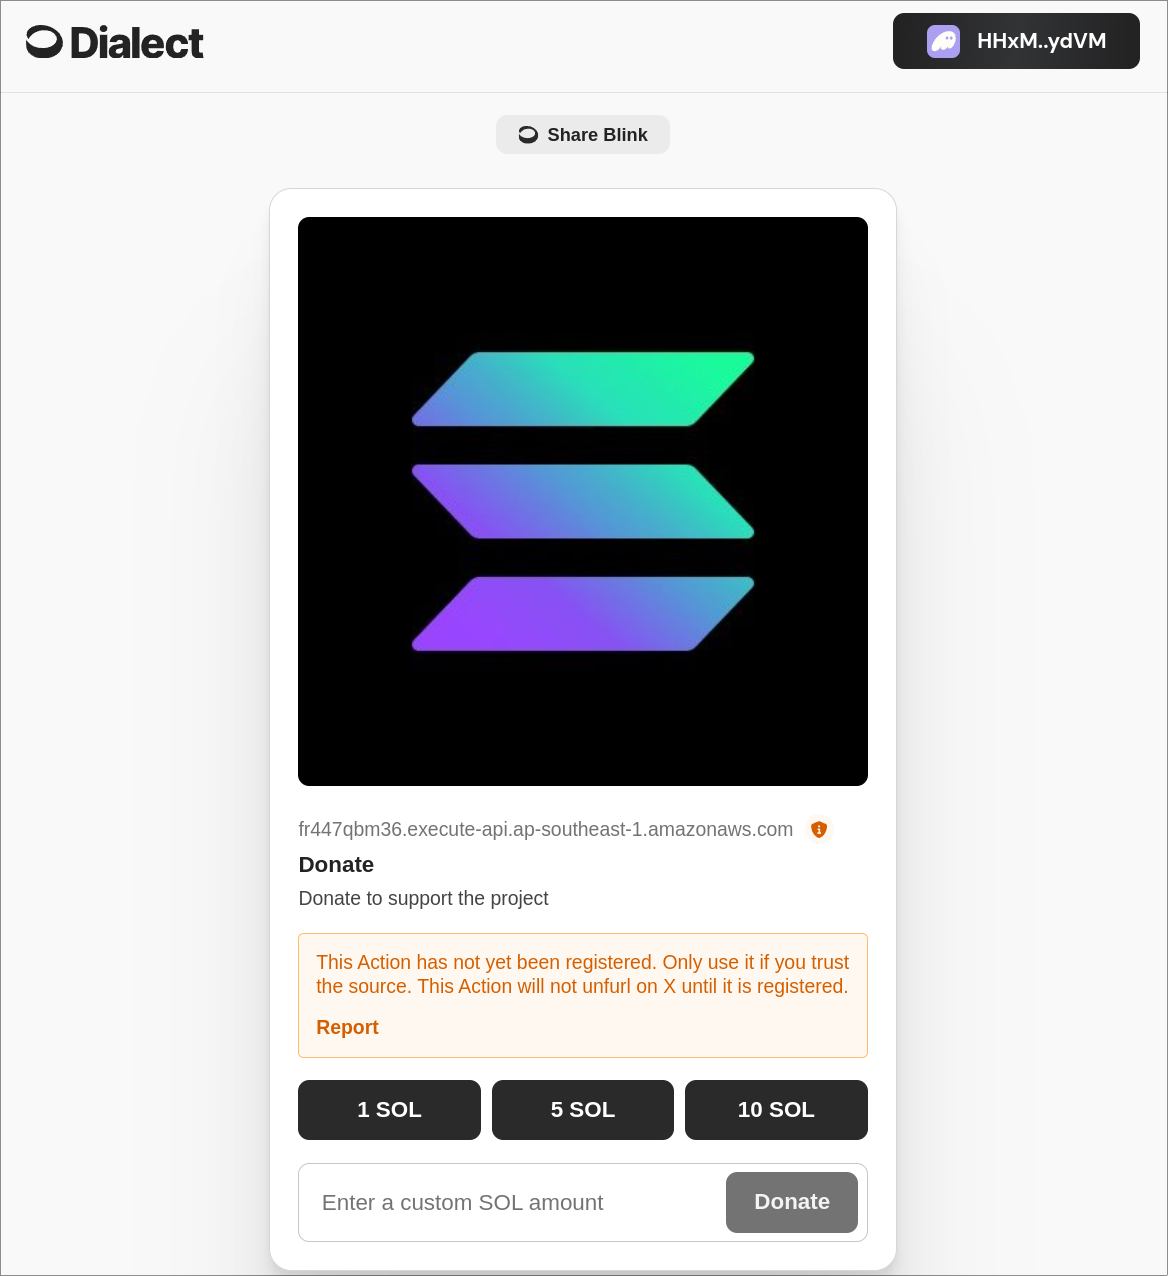 Dialect
HHxM..ydVM
Share Blink
fr447qbm36.execute-api.ap-southeast-1.amazonaws.com
Donate
Donate to support the project
This Action has not yet been registered. Only use it if you trust
the source. This Action will not unfurl on X until it is registered.
Report
1 SOL
5 SOL
10 SOL
Enter a custom SOL amount
Donate